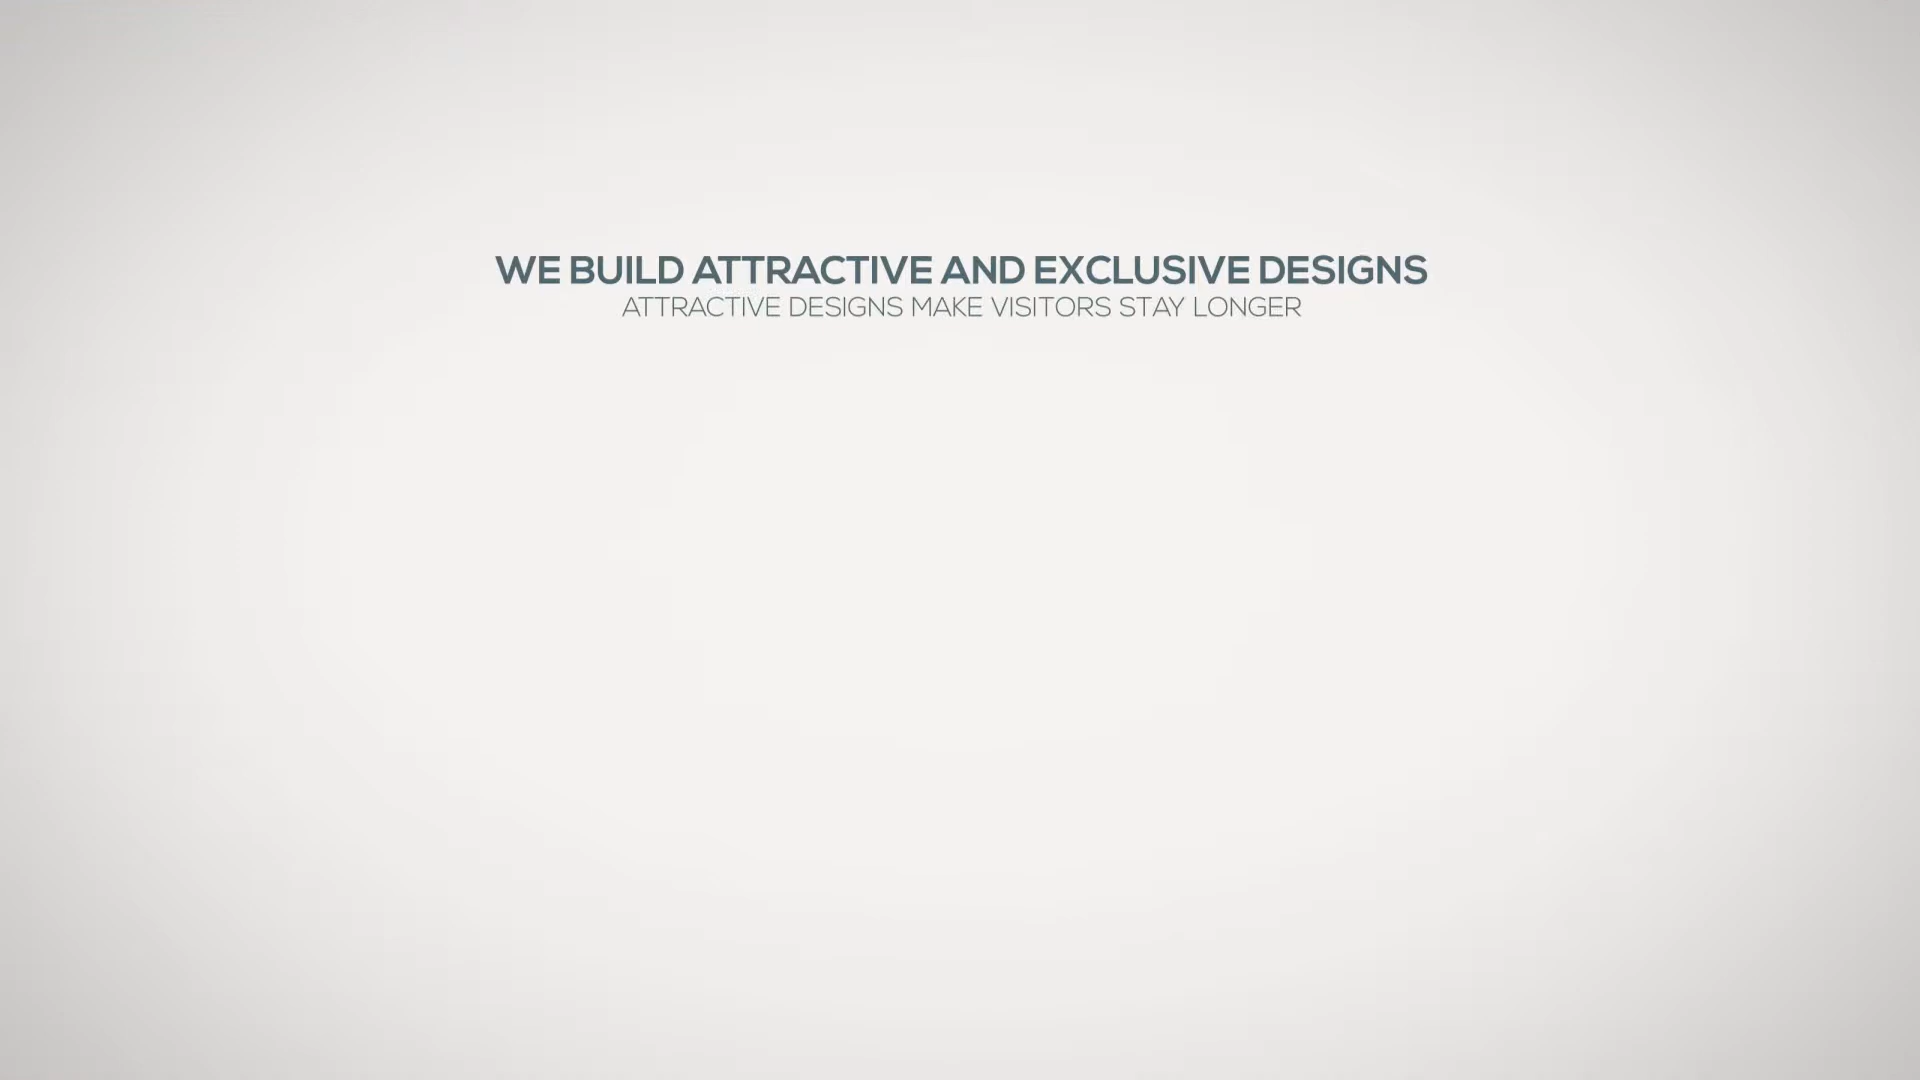 WE BUILD ATTRACTIVE AND EXCLUSIVE DESIGNS
ATTRACTIVE DESIGNS MAKE VISITORS STAY LONGER